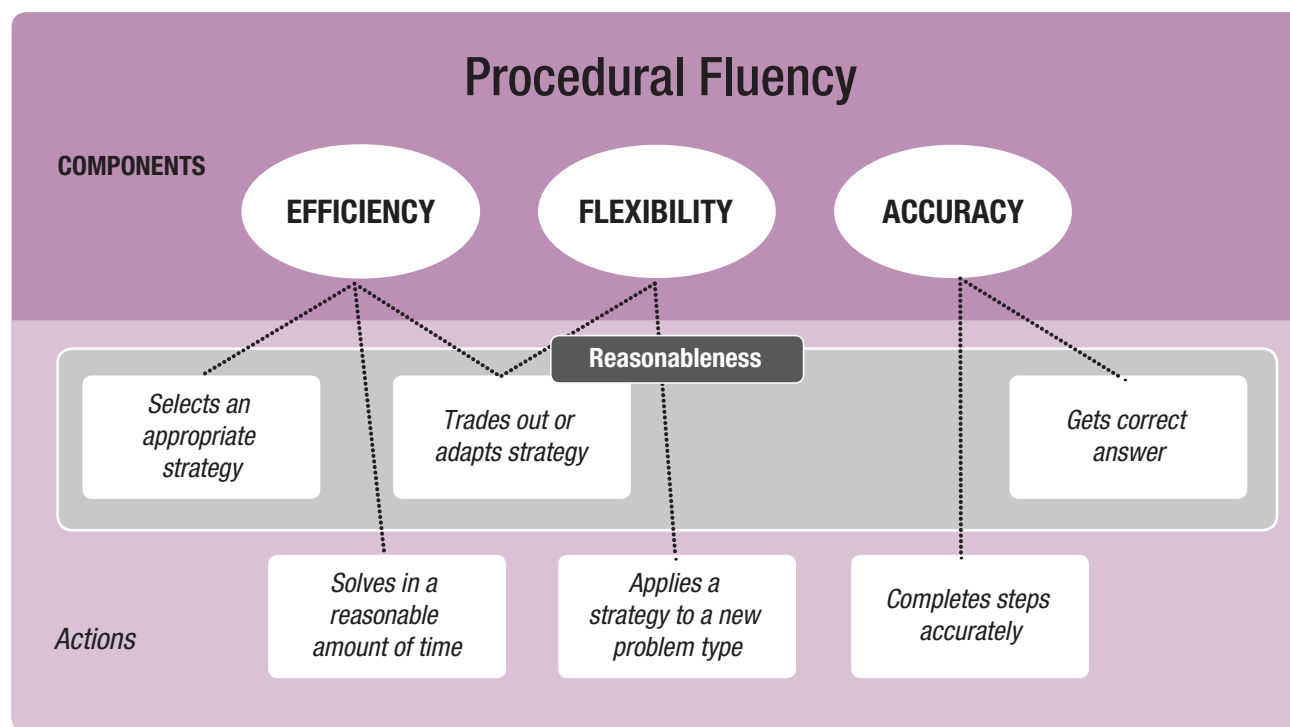 Procedural Fluency
COMPONENTS
EFFICIENCY
FLEXIBILITY
ACCURACY
Reasonableness
Selects an
appropriate
strategy
Trades out or
adapts strategy
Gets correct
answer
Actions
Solves in a
reasonable
amount of time
Applies a
strategy to a new
problem type
Completes steps
accurately